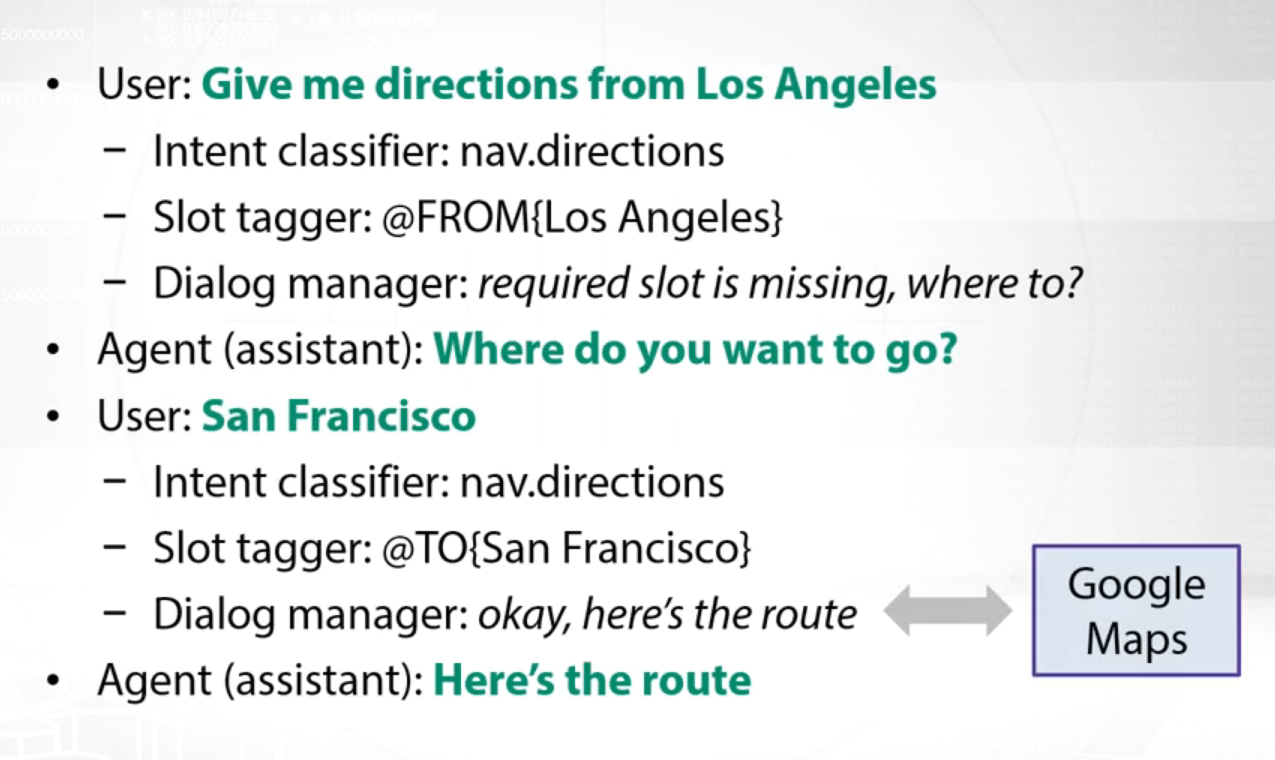 • User: Give me directions from Los Angeles
– Intent classifier: nav.directions
– Slot tagger: @FROM{Los Angeles}
– Dialog manager: required slot is missing, where to?
• Agent (assistant): Where do you want to go?
• User: San Francisco
– Intent classifier: nav.directions
– Slot tagger: @TO{San Francisco}
– Dialog manager: okay, here's the route
Google
Maps
• Agent (assistant): Here's the route